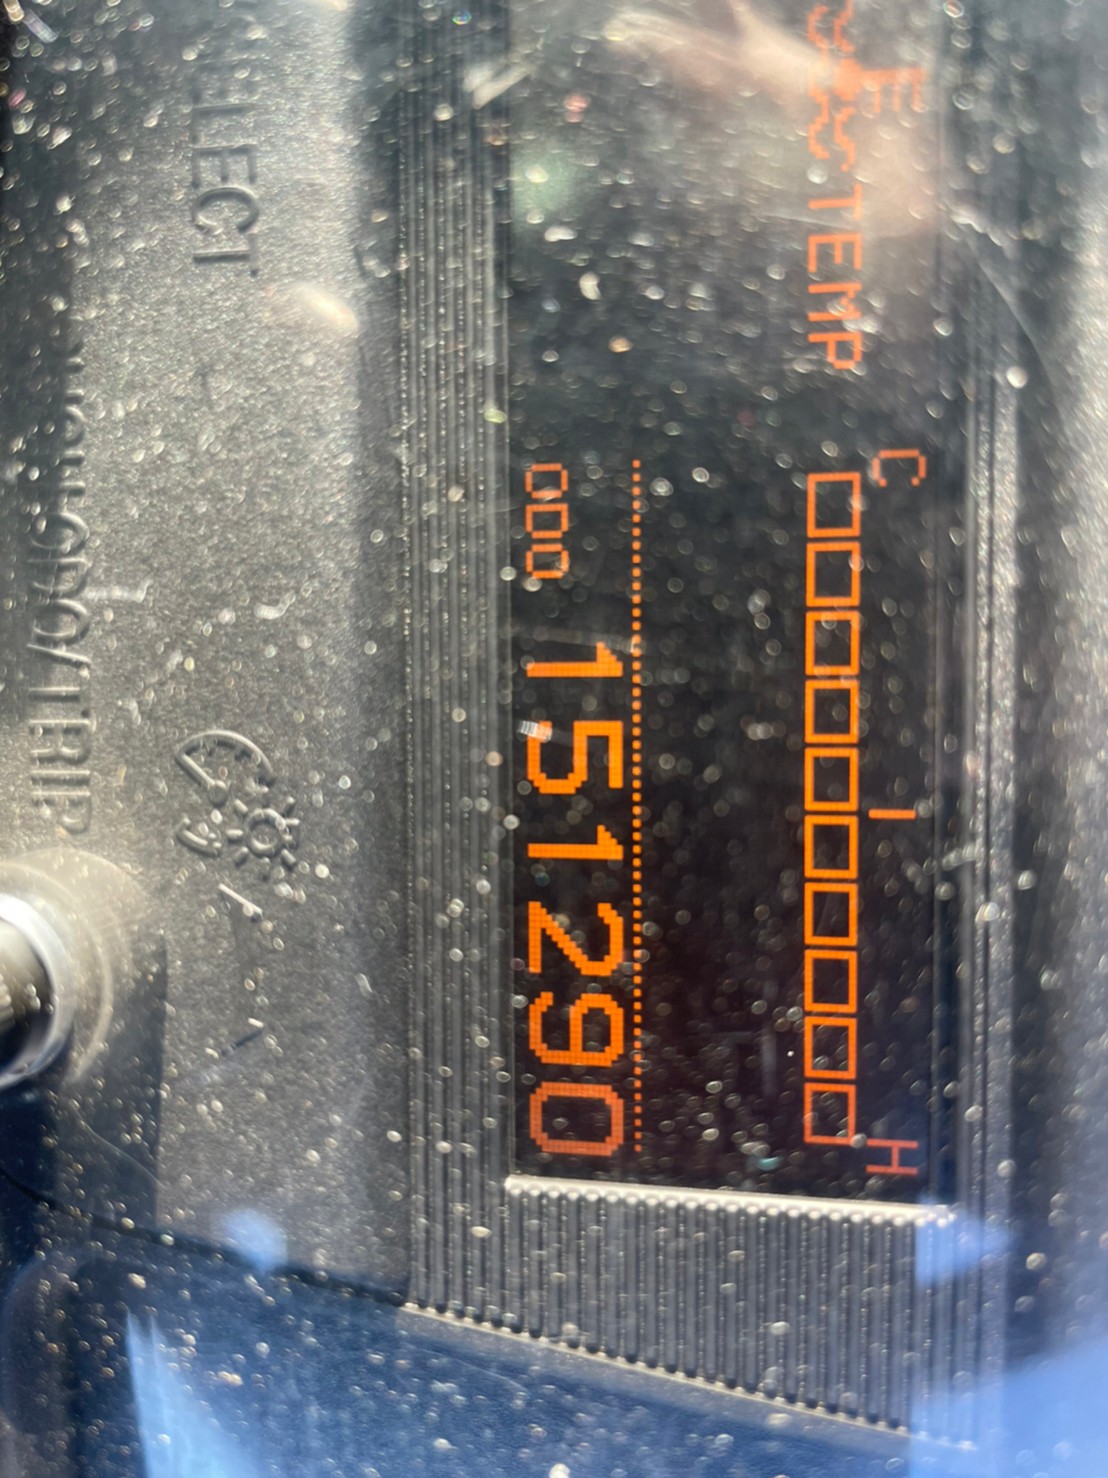 E
TEMP
C H
ODO 151290
SELECT
ODO/TRIP